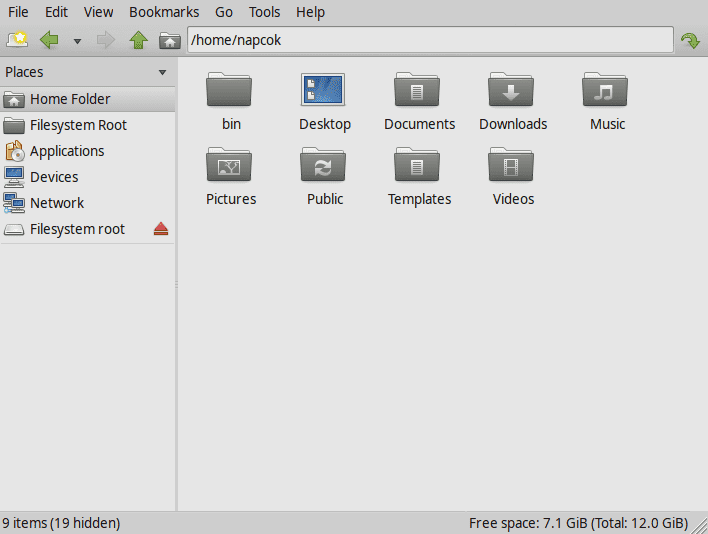 File Edit View Bookmarks Go Tools Help
/home/napcok
Places
Home Folder
Filesystem Root
Applications
Devices
Network
Filesystem root
bin Desktop Documents Downloads Music
Pictures Public Templates Videos
9 items (19 hidden) Free space: 7.1 GiB (Total: 12.0 GiB)